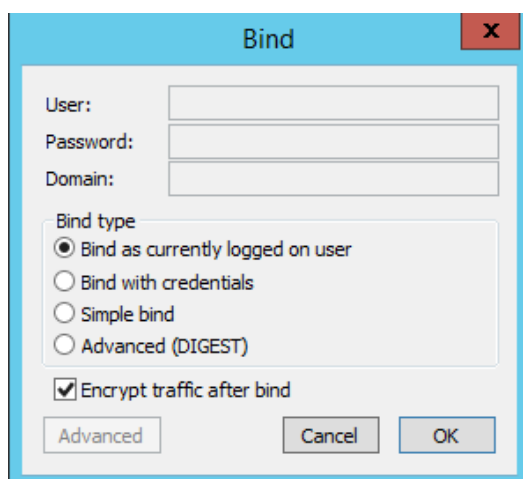 Bind
x
User:
Password:
Domain:
Bind type
Bind as currently logged on user
Bind with credentials
Simple bind
Advanced (DIGEST)
Encrypt traffic after bind
Advanced Cancel OK